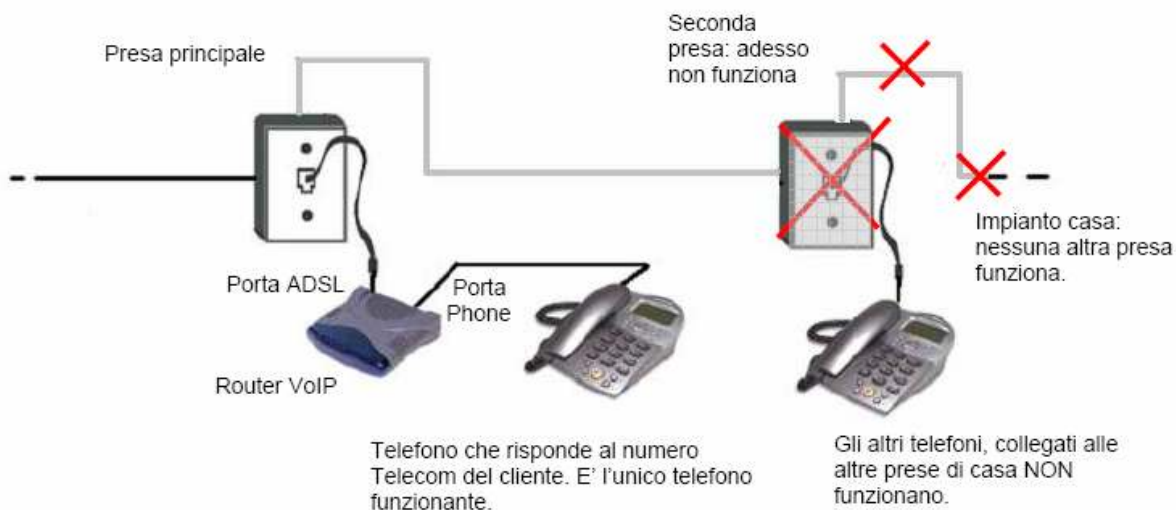 Presa principale
Seconda
presa: adesso
non funziona
Impianto casa:
nessuna altra presa
funziona.
Porta ADSL
Porta
Phone
Router VoIP
Telefono che risponde al numero
Telecom del cliente. E' l'unico telefono
funzionante.
Gli altri telefoni, collegati alle
altre prese di casa NON
funzionano.